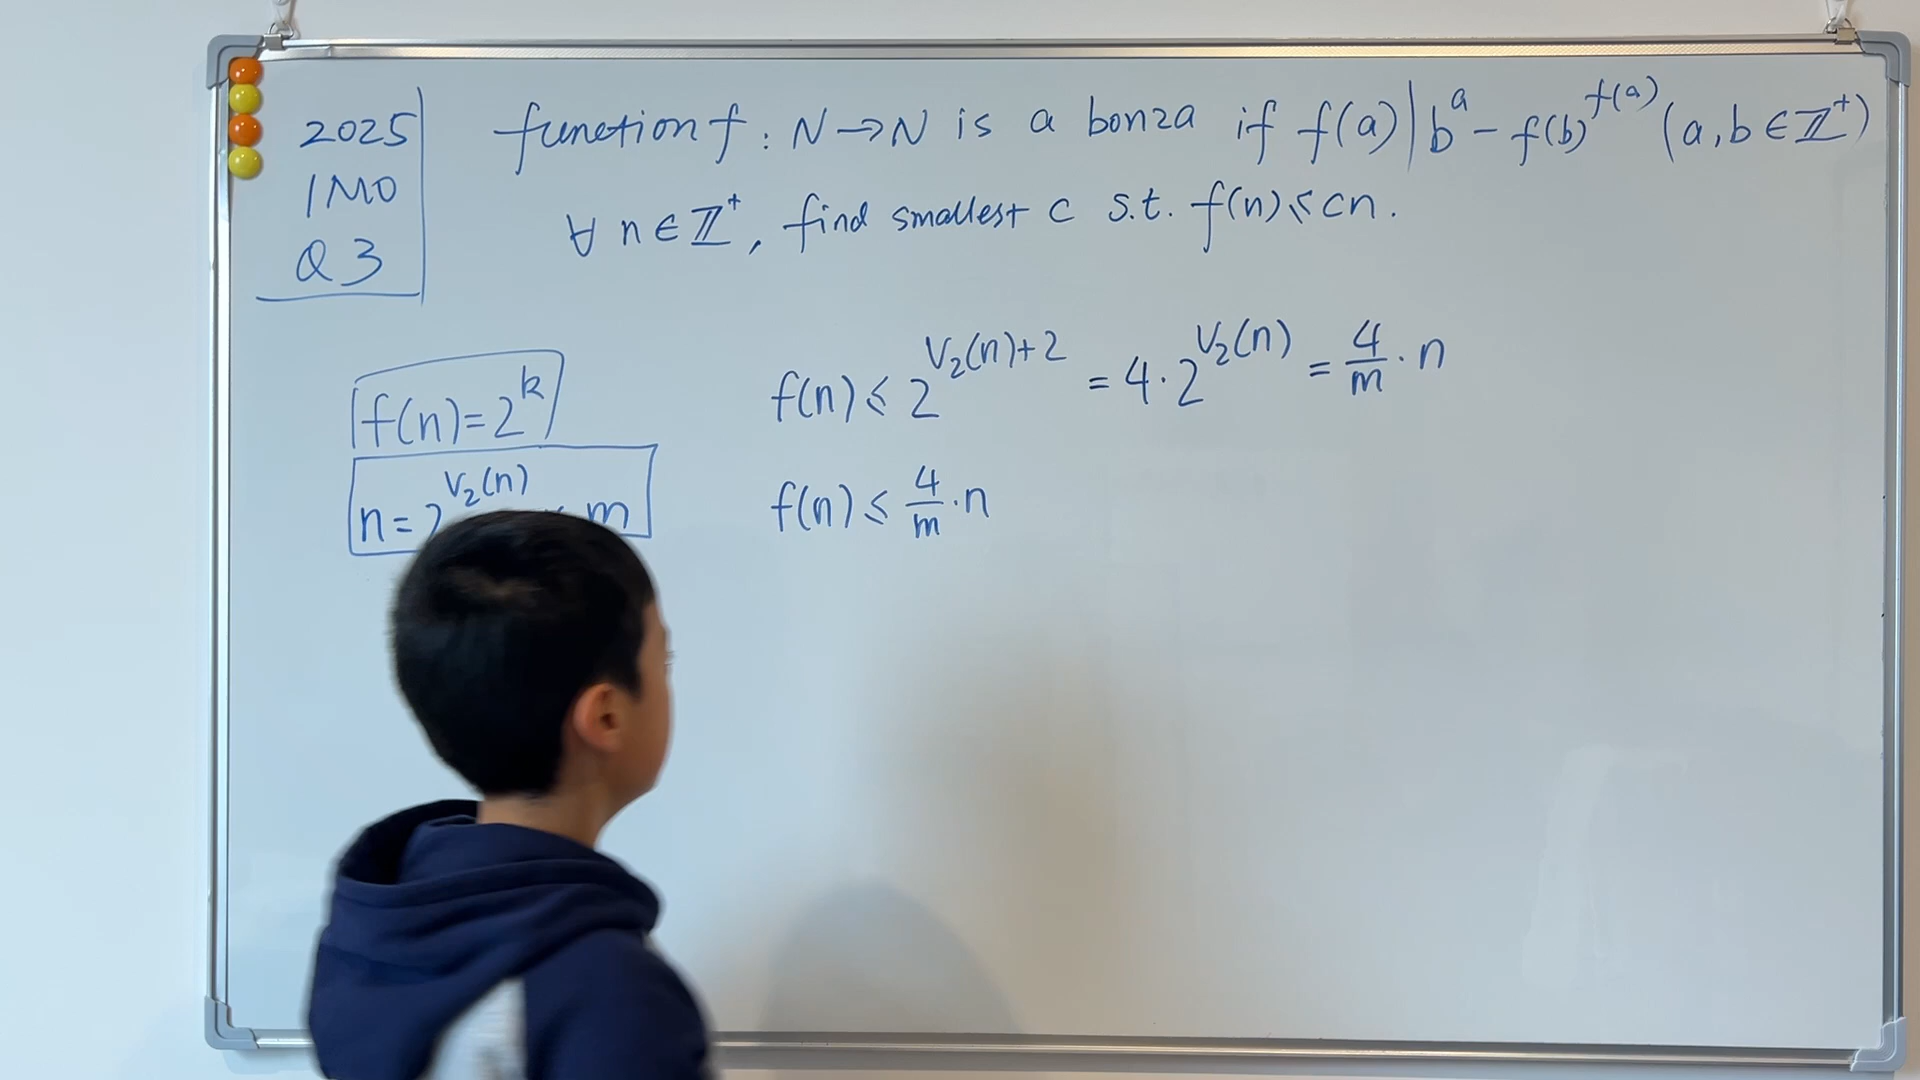 2025
IMO
Q3
function f : N→N is a bonza if f(a)|b^a - f(b)^f(a) (a,b∈ℤ⁺)
∀ n∈ℤ⁺, find smallest c s.t. f(n)≤cn.
f(n)=2^k
n=2^V₂(n) m
f(n)≤2^(V₂(n)+2) = 4·2^V₂(n) = 4/m · n
f(n)≤ 4/m · n